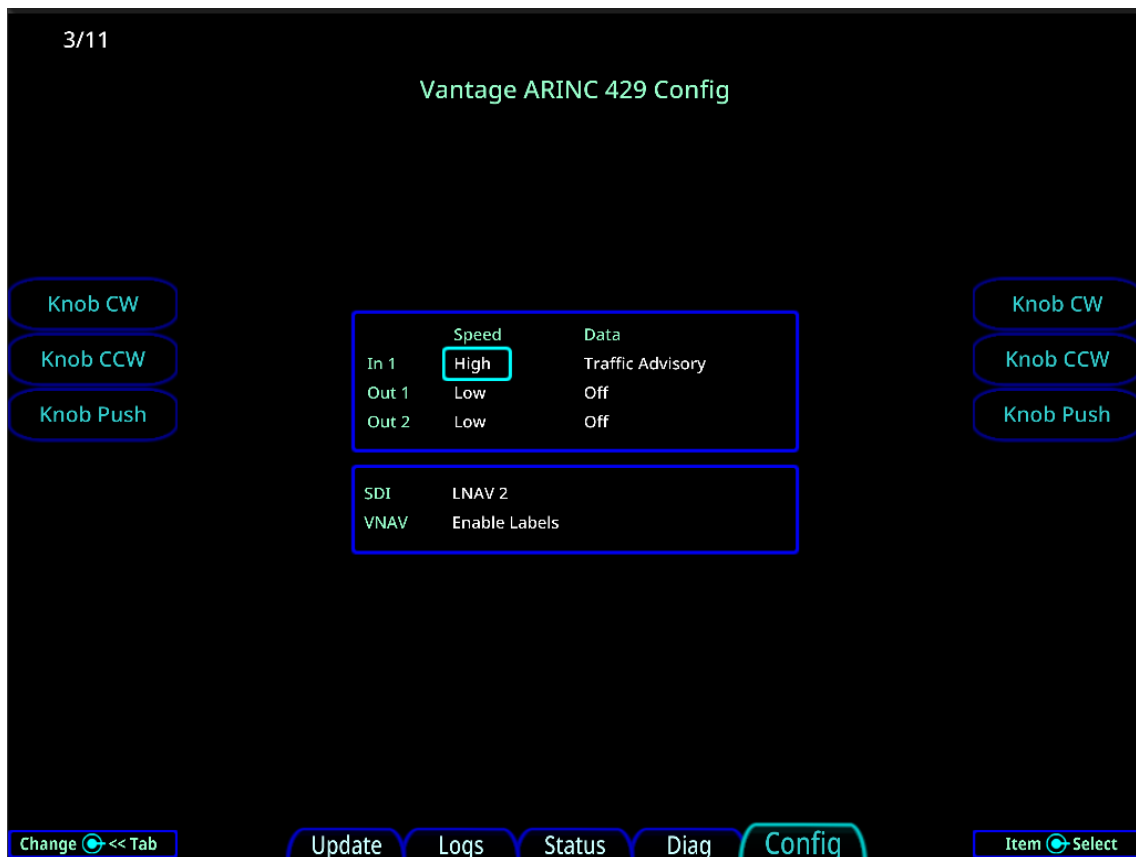 3/11
Vantage ARINC 429 Config
Knob CW
Knob CCW
Knob Push
Speed Data
In 1 High Traffic Advisory
Out 1 Low Off
Out 2 Low Off
SDI LNAV 2
VNAV Enable Labels
Knob CW
Knob CCW
Knob Push
Change << Tab
Update Logs Status Diag Config
Item Select